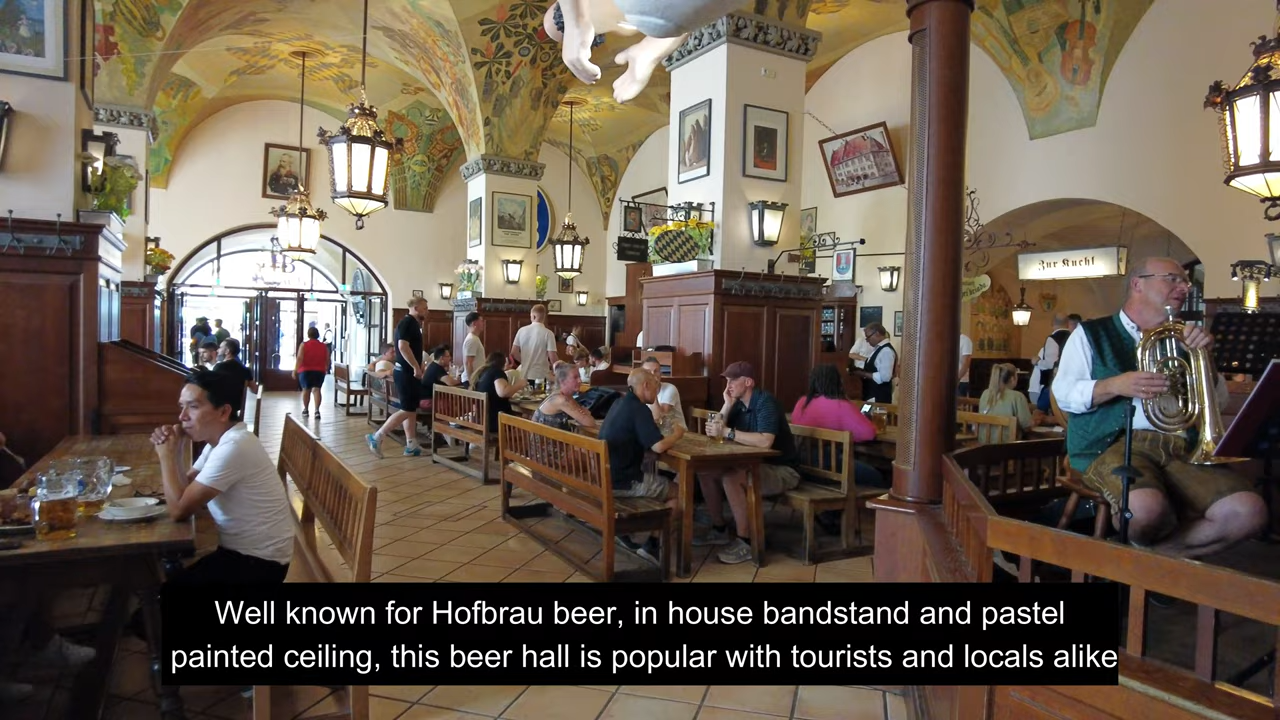 Zur Kuchl
Well known for Hofbrau beer, in house bandstand and pastel
painted ceiling, this beer hall is popular with tourists and locals alike